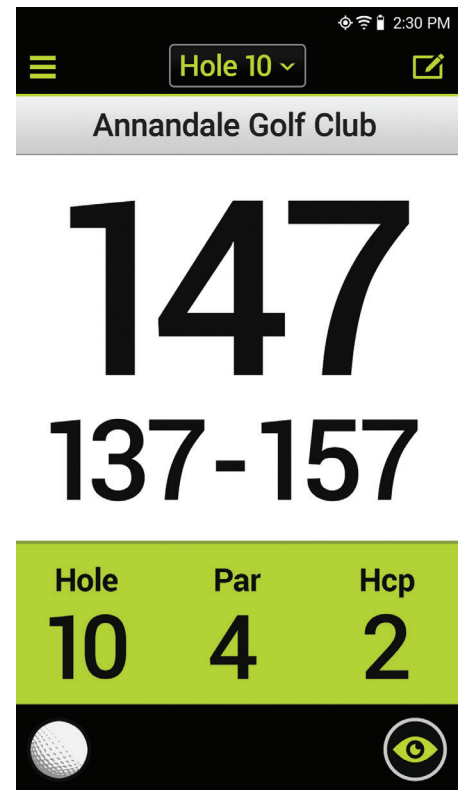 2:30 PM
Hole 10
Annandale Golf Club
147
137-157
Hole Par Hcp
10 4 2